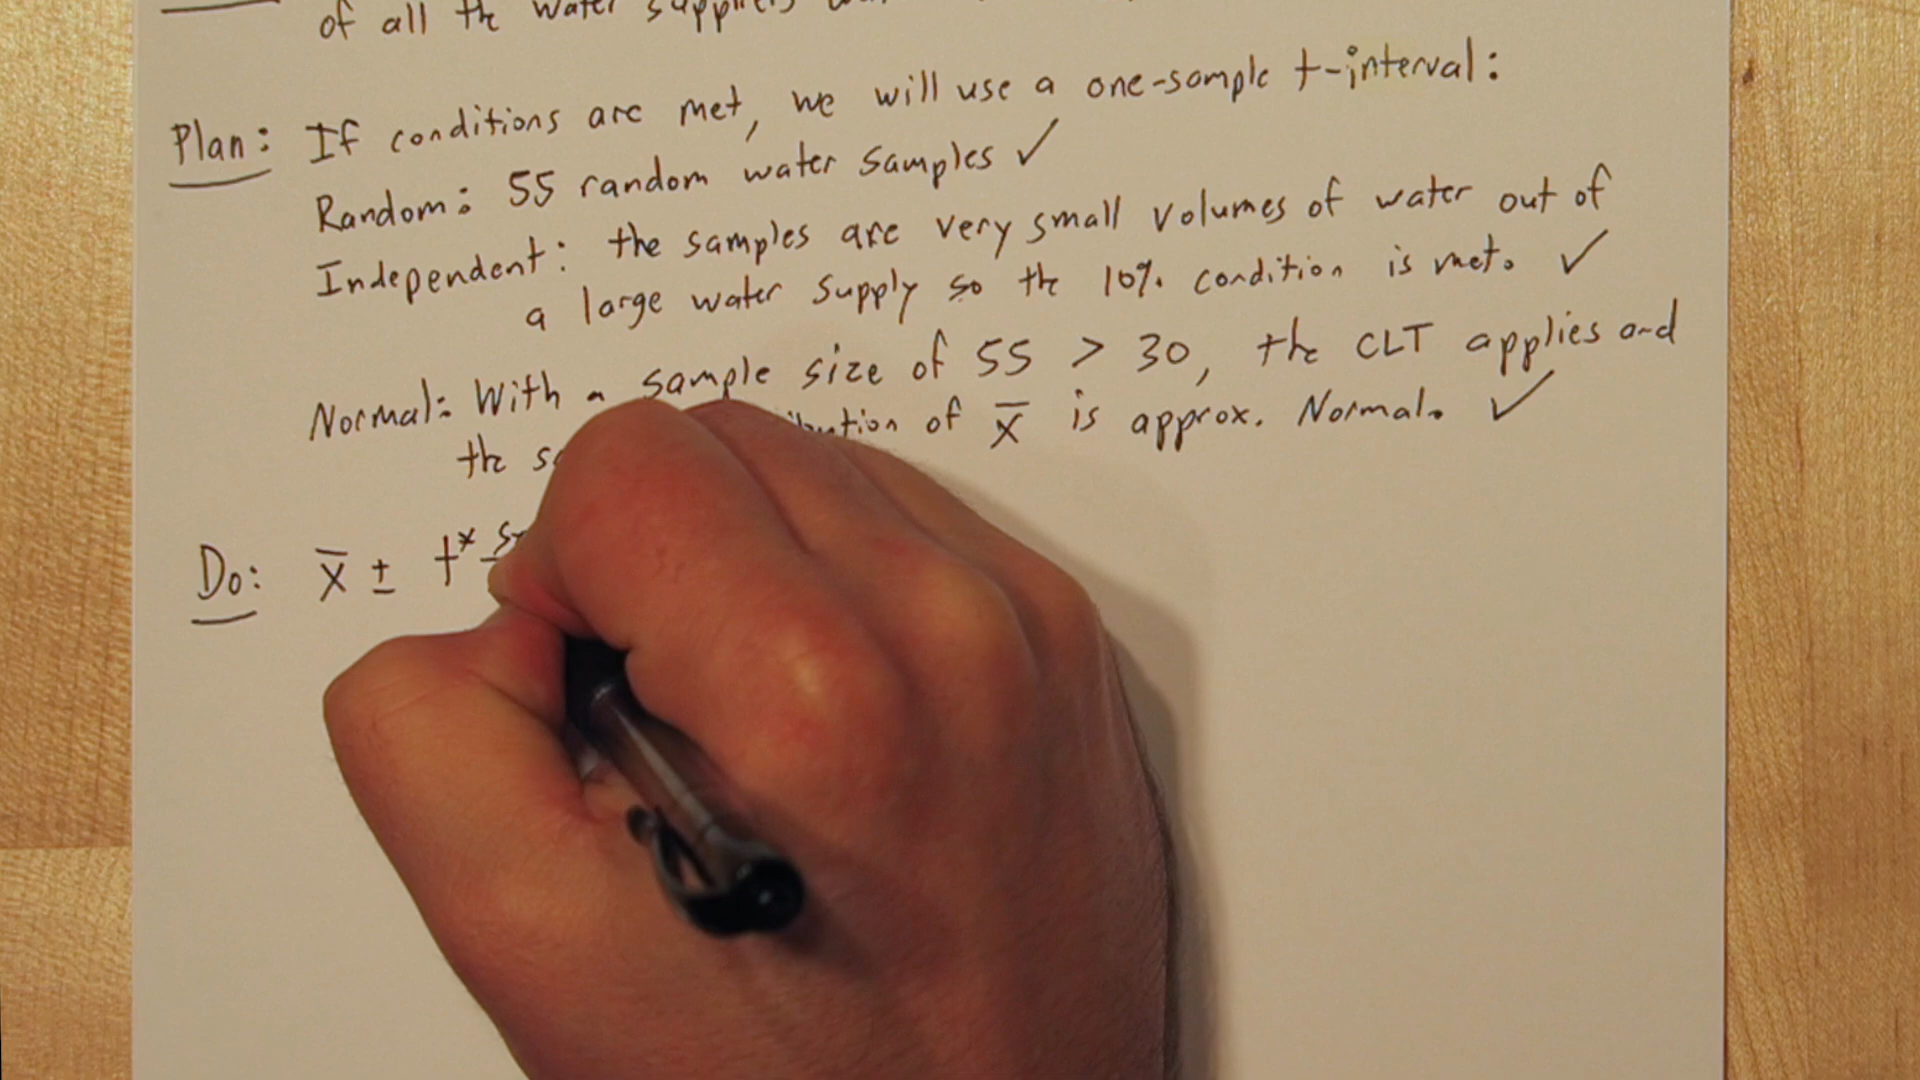 of all the water
Plan: If conditions are met, we will use a one-sample t-interval:
Random: 55 random water samples ✓
Independent: the samples are very small volumes of water out of
a large water supply so the 10% condition is met. ✓
Normal: With a sample size of 55 > 30, the CLT applies and
the of x̄ is approx. Normal. ✓
Do: x̄ ± t*